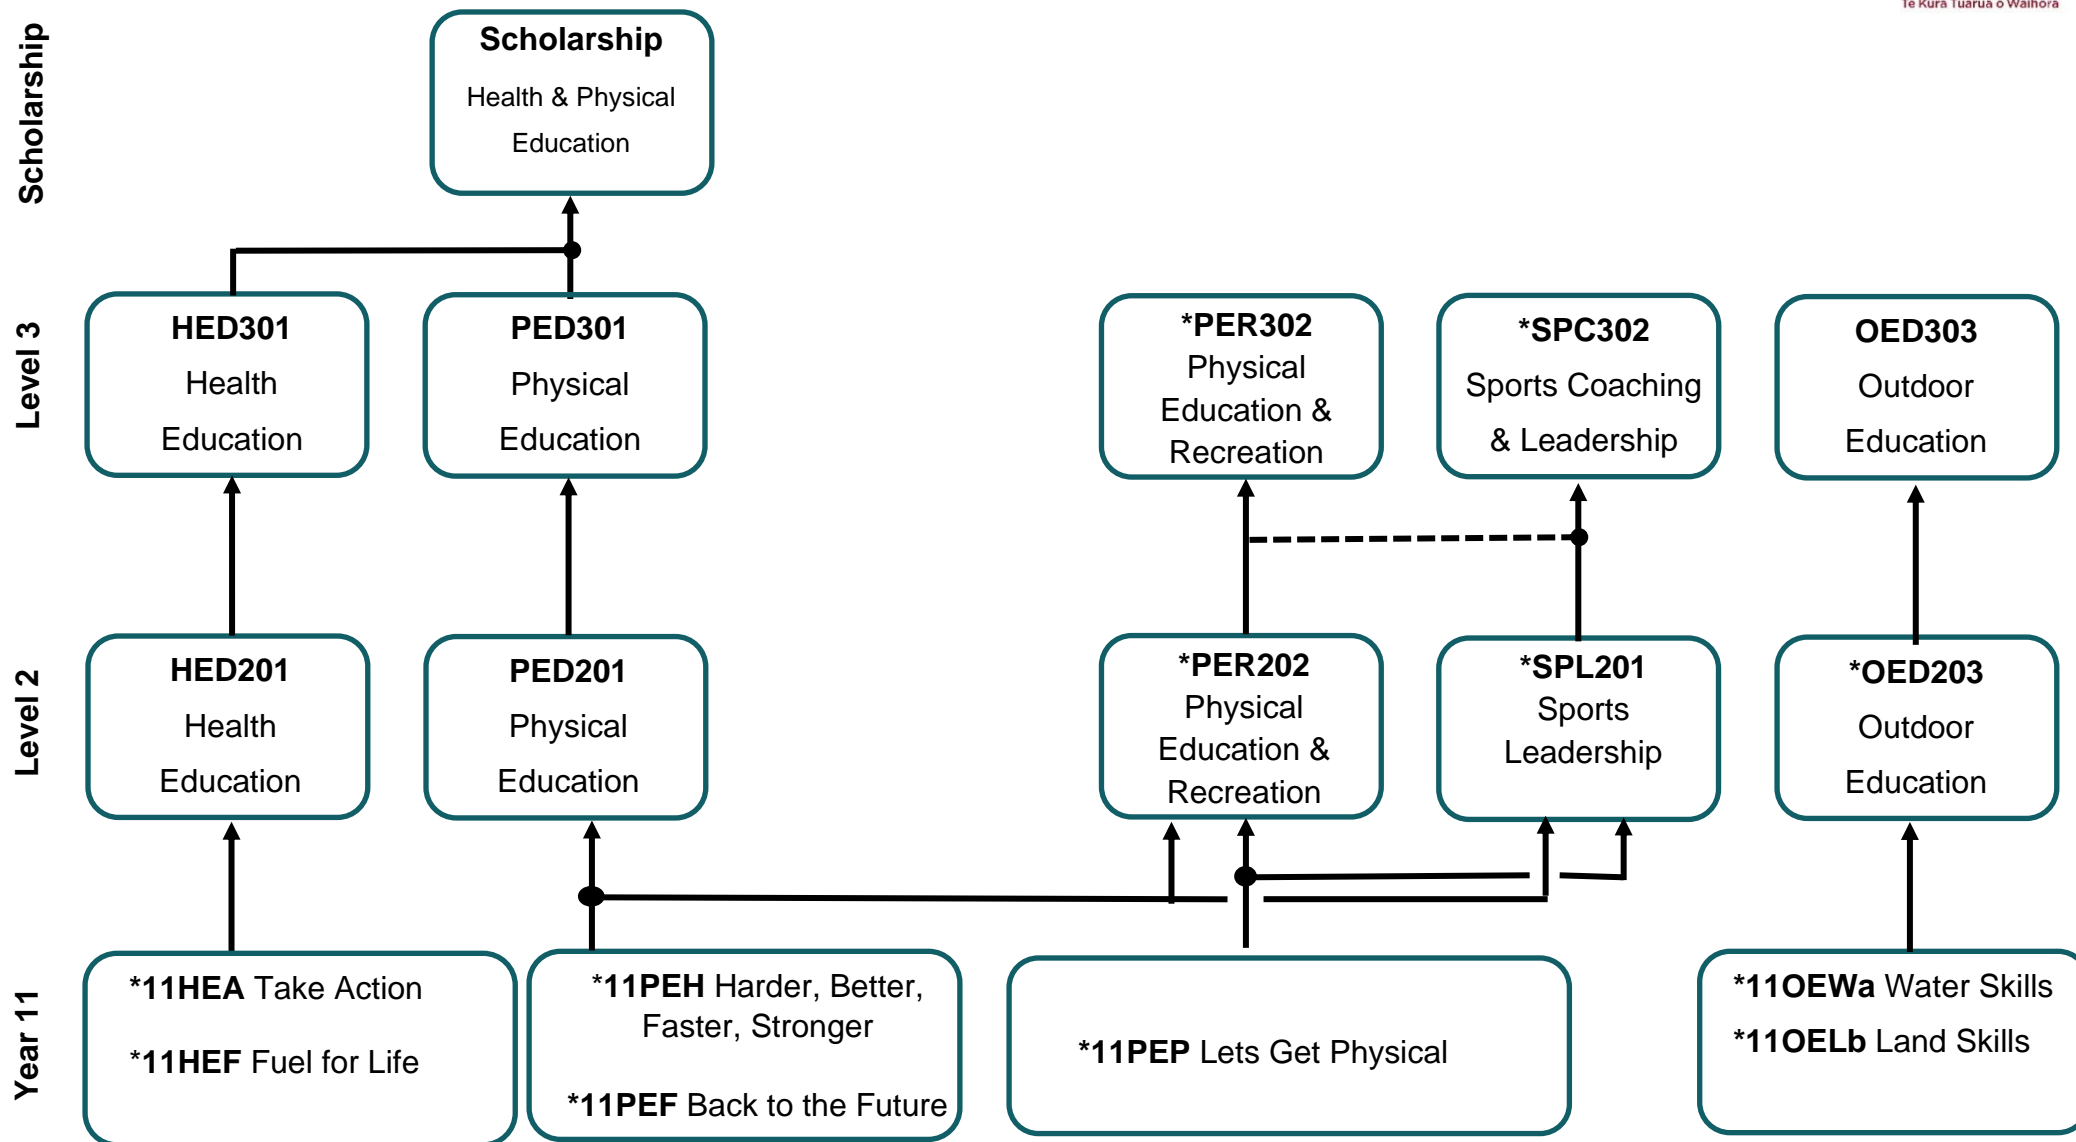 Te Kura Tuarua o Waihora
Scholarship
Scholarship
Health & Physical
Education
Level 3
HED301
Health
Education
PED301
Physical
Education
*PER302
Physical
Education &
Recreation
*SPC302
Sports Coaching
& Leadership
OED303
Outdoor
Education
Level 2
HED201
Health
Education
PED201
Physical
Education
*PER202
Physical
Education &
Recreation
*SPL201
Sports
Leadership
*OED203
Outdoor
Education
Year 11
*11HEA Take Action
*11HEF Fuel for Life
*11PEH Harder, Better,
Faster, Stronger
*11PEF Back to the Future
*11PEP Lets Get Physical
*11OEWa Water Skills
*11OELb Land Skills